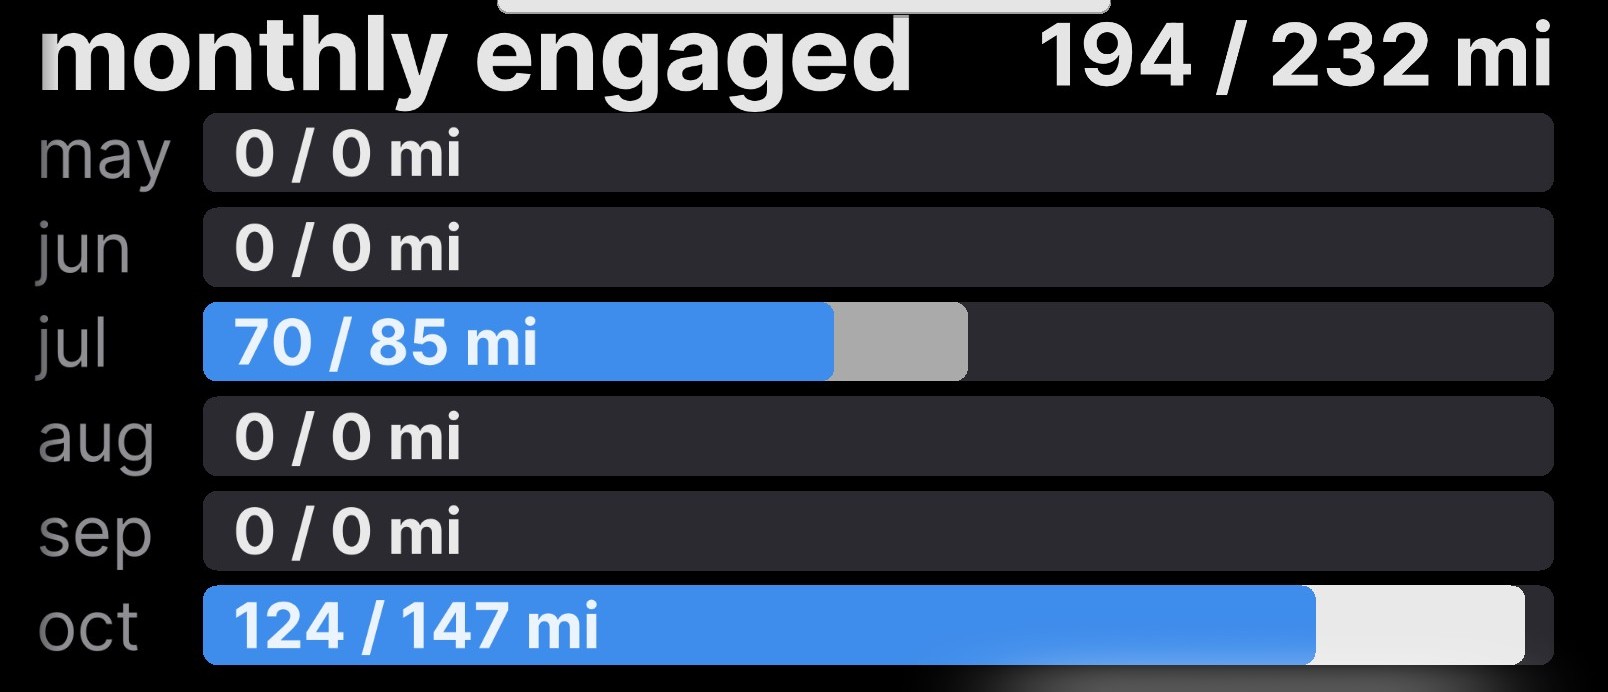 monthly engaged 194 / 232 mi
may 0 / 0 mi
jun 0 / 0 mi
jul 70 / 85 mi
aug 0 / 0 mi
sep 0 / 0 mi
oct 124 / 147 mi